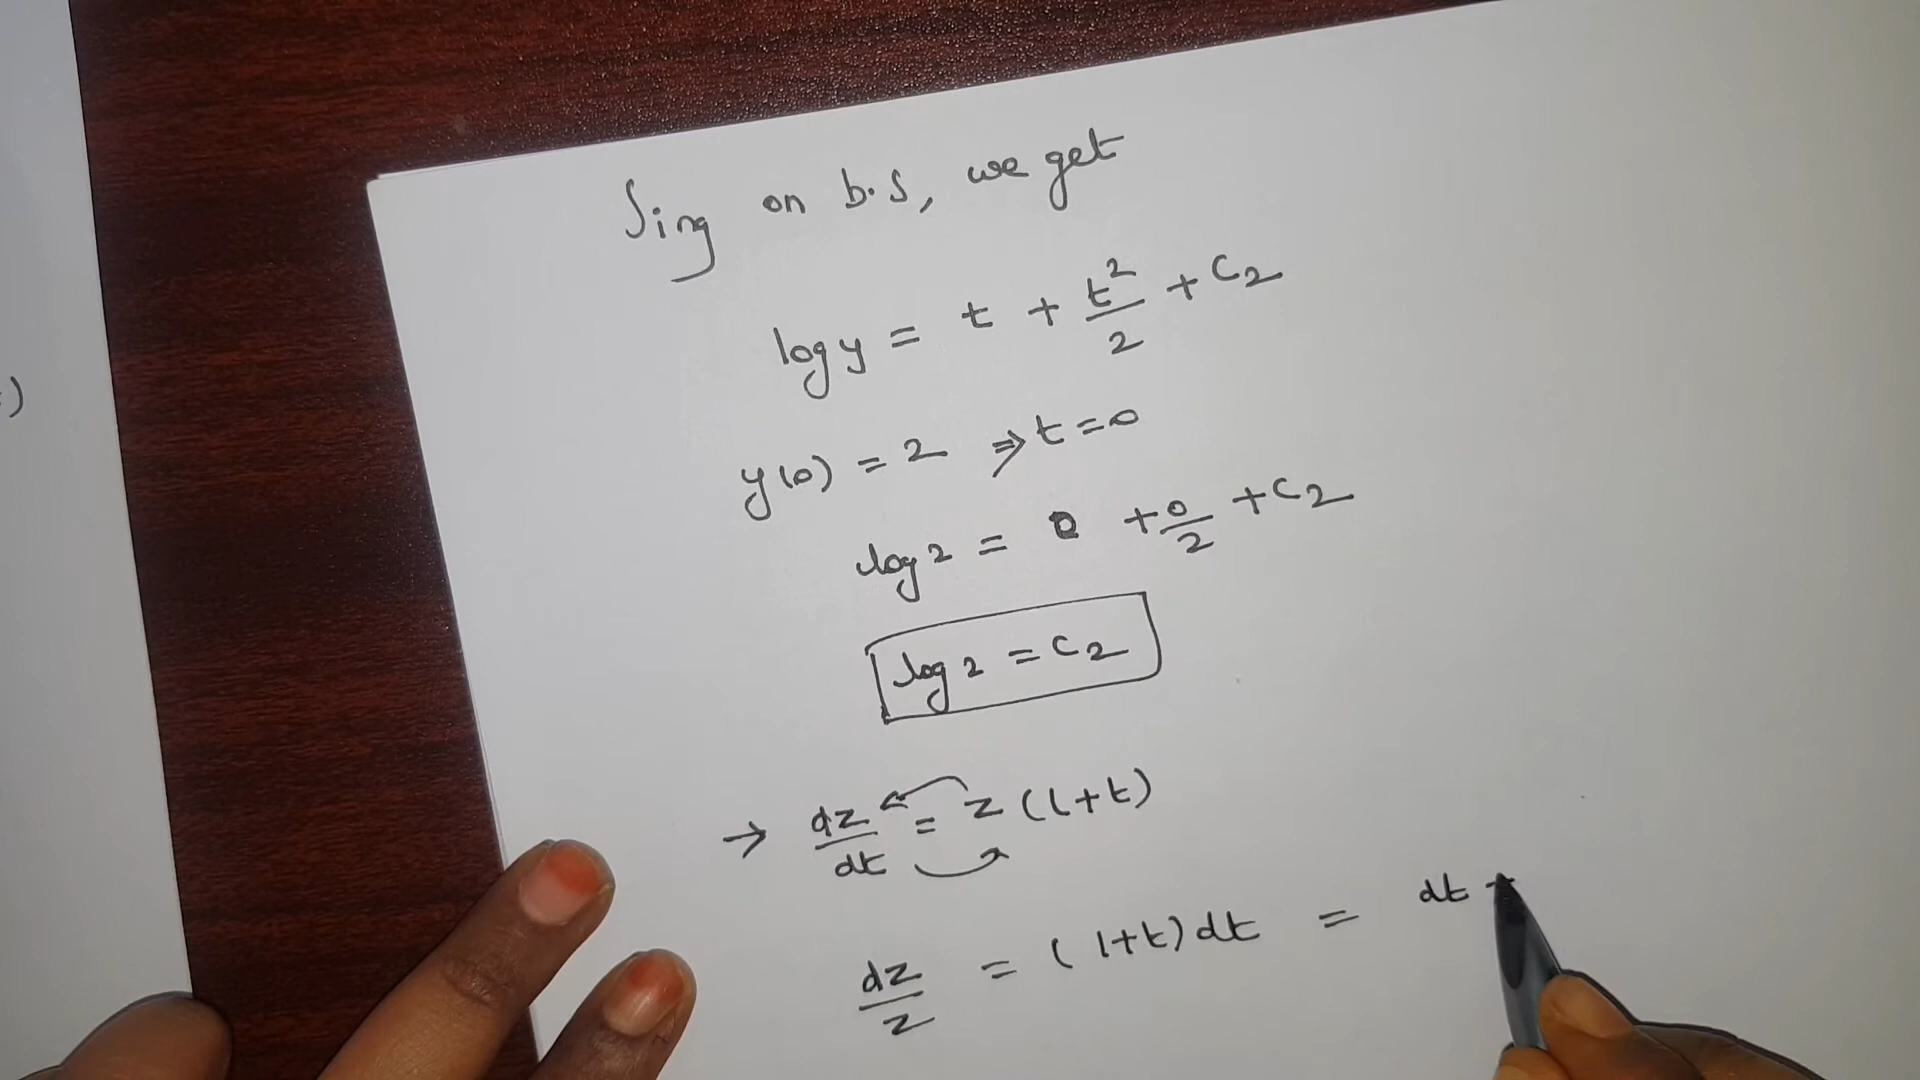 ∫ing on b.s, we get
log y = t + t²/2 + C₂
y(0) = 2 ⇒ t = 0
log 2 = 0 + 0/2 + C₂
log 2 = C₂
→ dz/dt = z (1+t)
dz/z = (1+t) dt = dt +
)